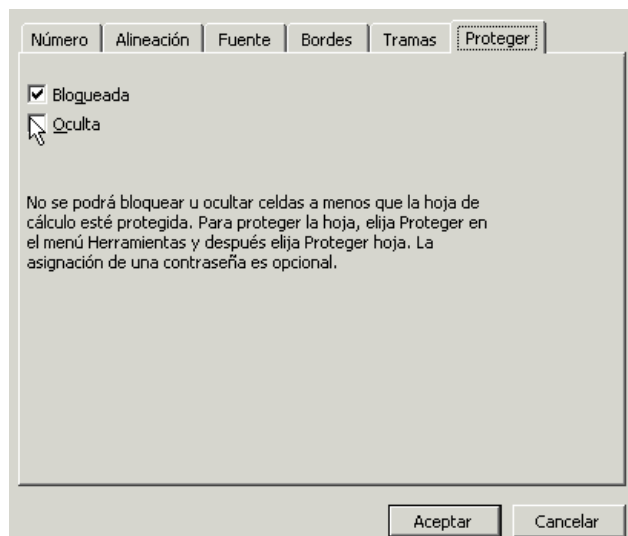 Número Alineación Fuente Bordes Tramas Proteger
Bloqueada
Oculta
No se podrá bloquear u ocultar celdas a menos que la hoja de
cálculo esté protegida. Para proteger la hoja, elija Proteger en
el menú Herramientas y después elija Proteger hoja. La
asignación de una contraseña es opcional.
Aceptar Cancelar